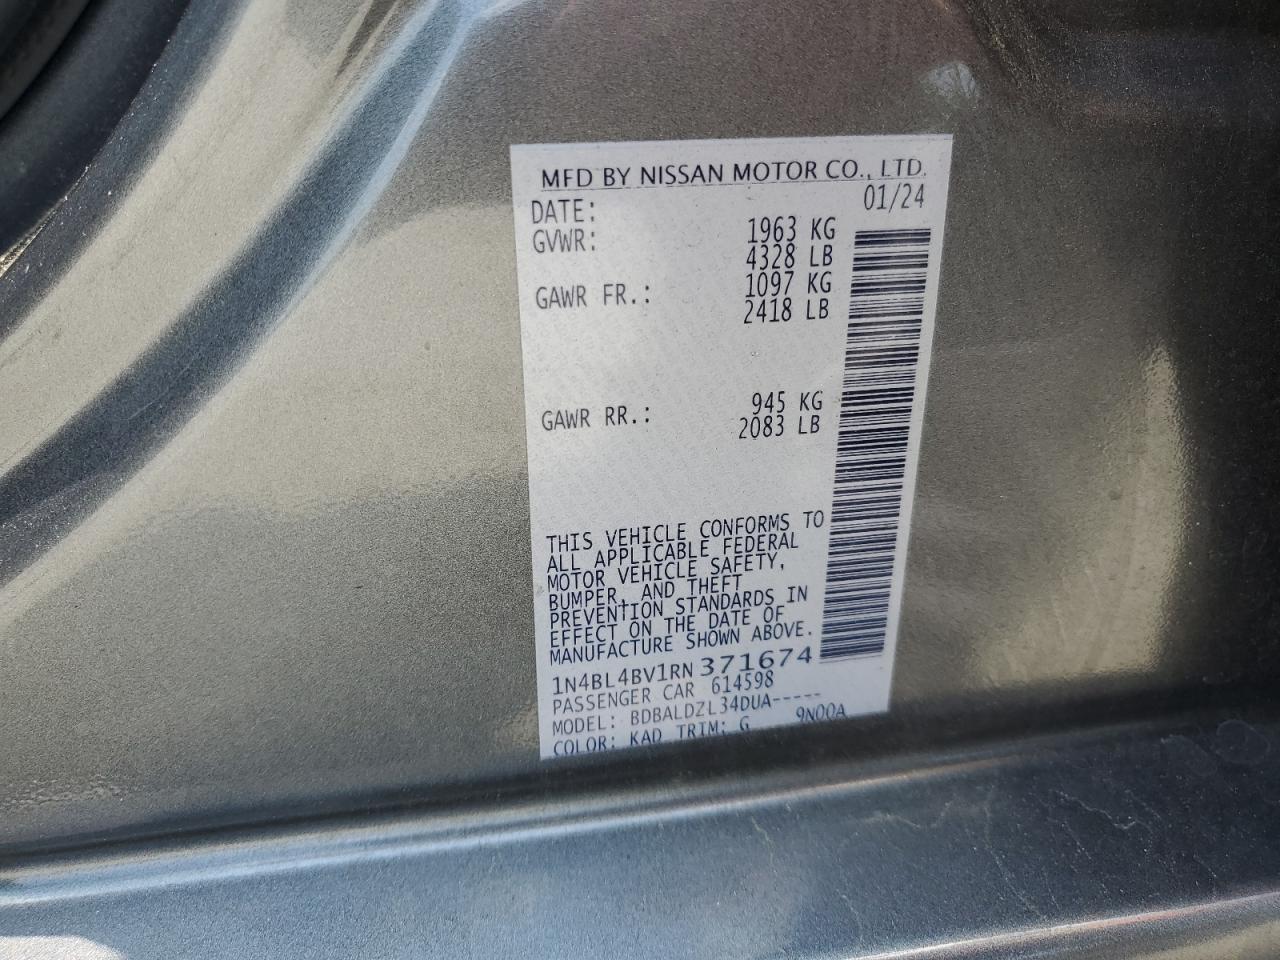 MFD BY NISSAN MOTOR CO., LTD.
DATE: 01/24
GVWR: 1963 KG
4328 LB
GAWR FR.: 1097 KG
2418 LB
GAWR RR.: 945 KG
2083 LB
THIS VEHICLE CONFORMS TO
ALL APPLICABLE FEDERAL
MOTOR VEHICLE SAFETY,
BUMPER, AND THEFT
PREVENTION STANDARDS IN
EFFECT ON THE DATE OF
MANUFACTURE SHOWN ABOVE.
1N4BL4BV1RN371674
PASSENGER CAR 614598
MODEL: BDBALDZL34DUA-----
COLOR: KAD TRIM: G 9N00A